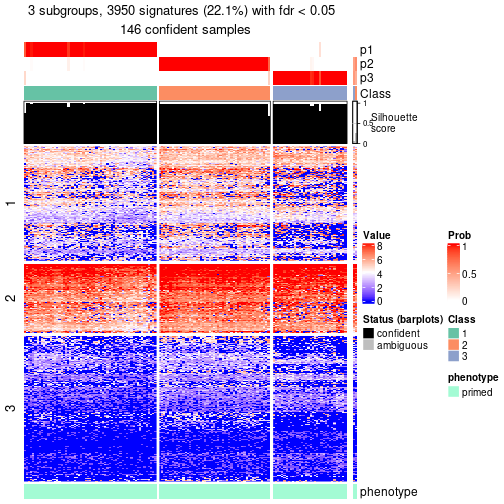 3 subgroups, 3950 signatures (22.1%) with fdr < 0.05
146 confident samples
p1
p2
p3
Class
1
0.5
0
Silhouette
score
1
2
3
Value
8
6
4
2
0
Prob
1
0.5
0
Status (barplots)
confident
ambiguous
Class
1
2
3
phenotype
primed
phenotype